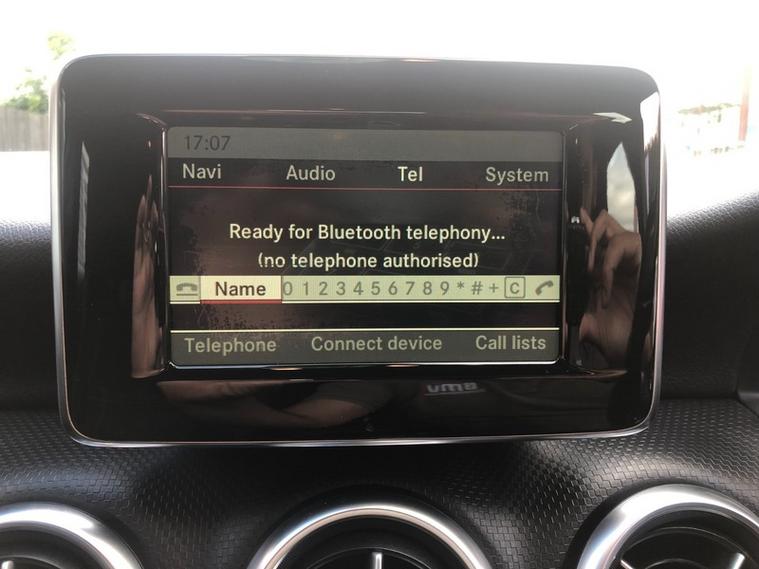 17:07
Navi Audio Tel System
Ready for Bluetooth telephony...
(no telephone authorised)
Name 0 1 2 3 4 5 6 7 8 9 * # + C
Telephone Connect device Call lists